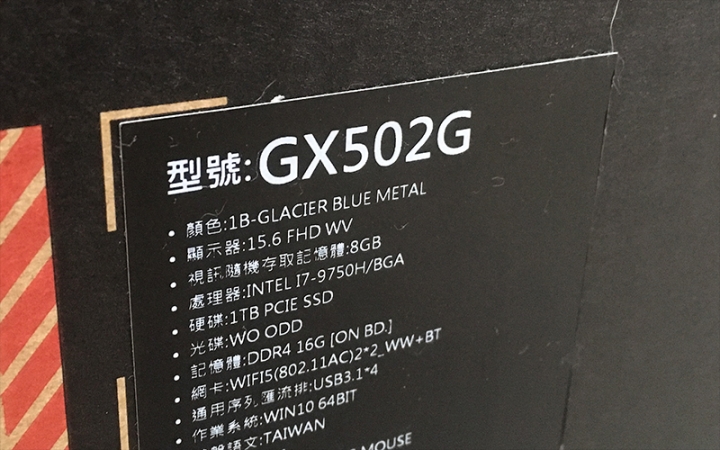 型號:GX502G
• 顏色:1B-GLACIER BLUE METAL
• 顯示器:15.6 FHD WV
• 視訊隨機存取記憶體:8GB
• 處理器:INTEL I7-9750H/BGA
• 硬碟:1TB PCIE SSD
• 光碟:WO ODD
• 記憶體:DDR4 16G [ON BD.]
• 網卡:WIFI5(802.11AC)2*2_WW+BT
• 通用序列匯流排:USB3.1*4
• 作業系統:WIN10 64BIT
語文:TAIWAN
MOUSE